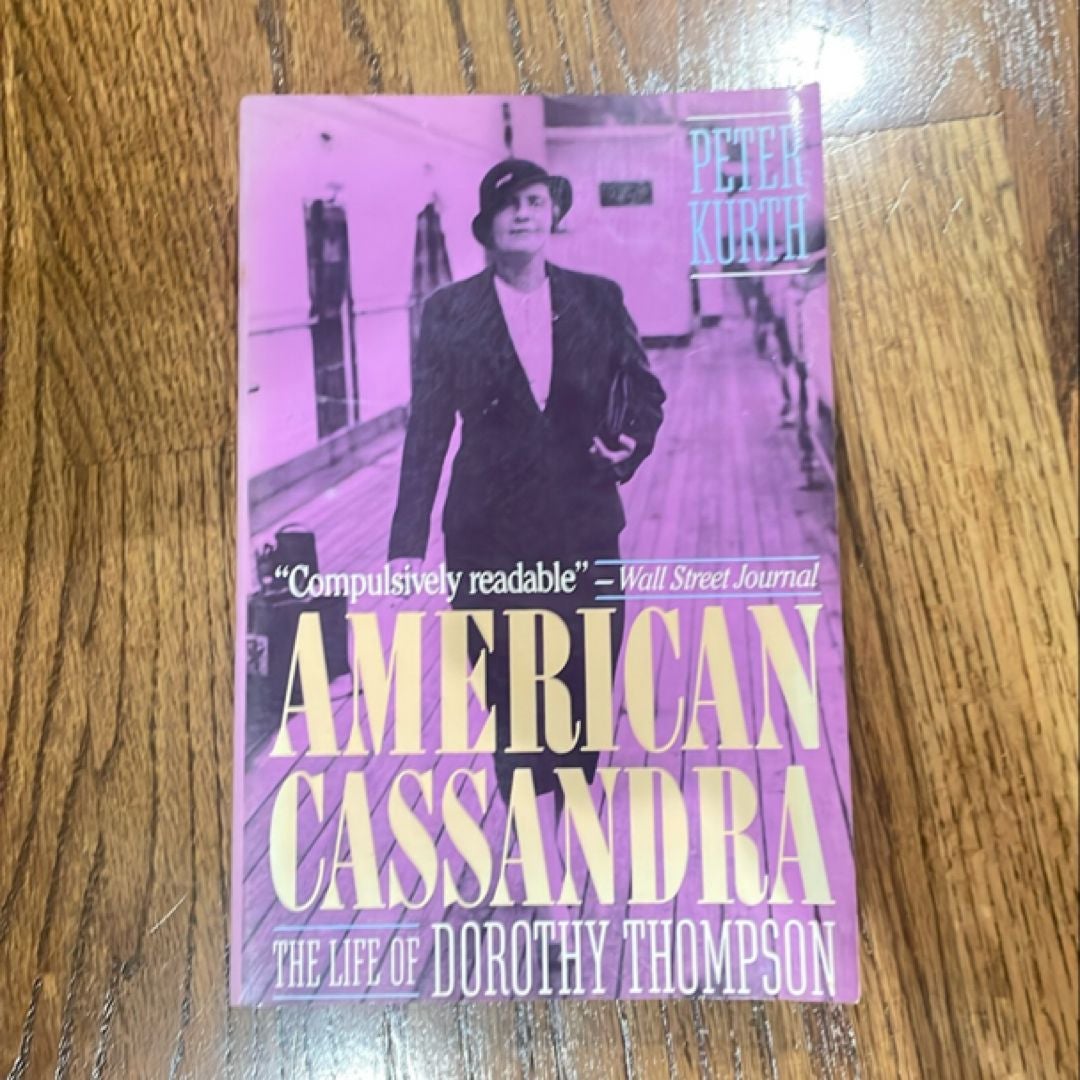 PETER
KURTH
“Compulsively readable” – Wall Street Journal
AMERICAN
CASSANDRA
THE LIFE OF DOROTHY THOMPSON